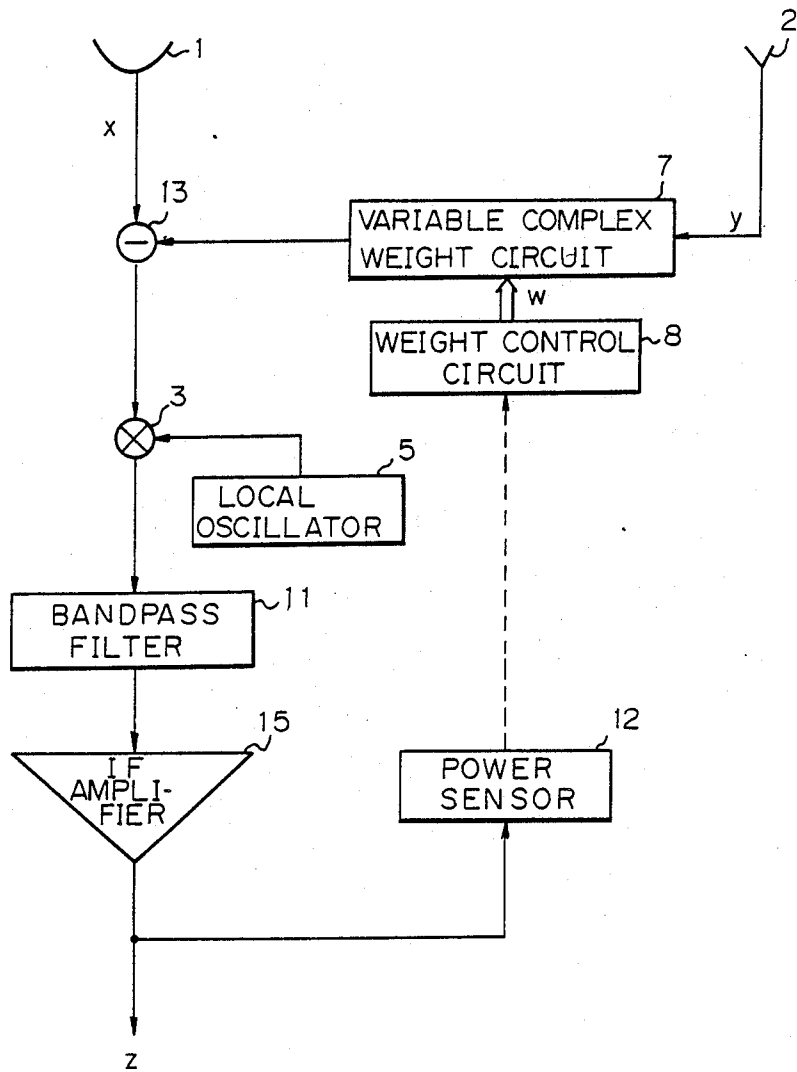 1
2
x
13
7
VARIABLE COMPLEX
WEIGHT CIRCUIT
y
w
WEIGHT CONTROL
CIRCUIT
8
3
5
LOCAL
OSCILLATOR
11
BANDPASS
FILTER
15
IF
AMPLI-
FIER
12
POWER
SENSOR
z